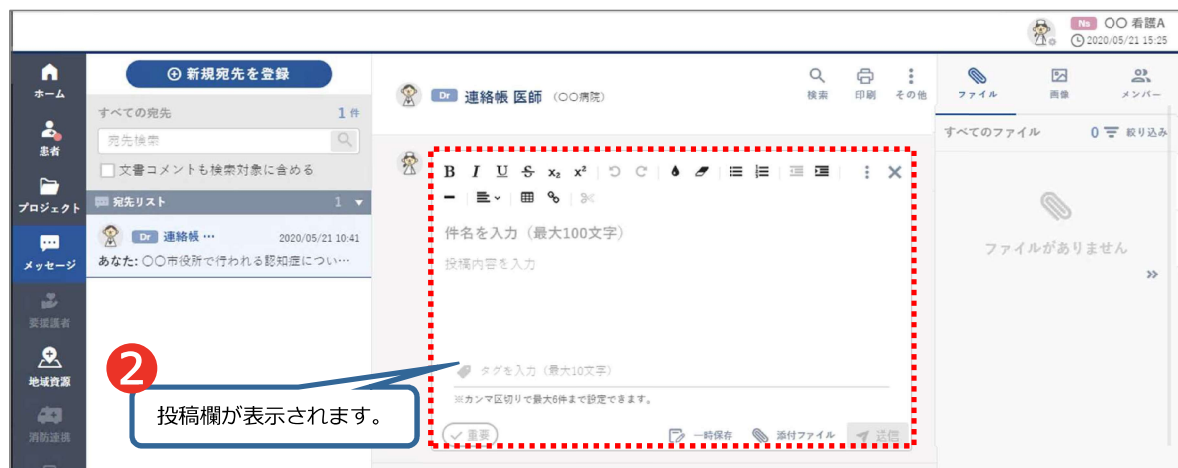 Ns 〇〇 看護A
2020/05/21 15:25
ホーム
患者
プロジェクト
メッセージ
要援護者
地域資源
消防連携
新規宛先を登録
すべての宛先 1件
宛先検索
文書コメントも検索対象に含める
宛先リスト 1 ▼
Dr 連絡帳 … 2020/05/21 10:41
あなた: 〇〇市役所で行われる認知症につい…
Dr 連絡帳 医師 (〇〇病院)
検索 印刷 その他
B I U S x₂ x²
件名を入力（最大100文字）
投稿内容を入力
タグを入力（最大10文字）
※カンマ区切りで最大6件まで設定できます。
重要 一時保存 添付ファイル 送信
2
投稿欄が表示されます。
ファイル 画像 メンバー
すべてのファイル 0 絞り込み
ファイルがありません